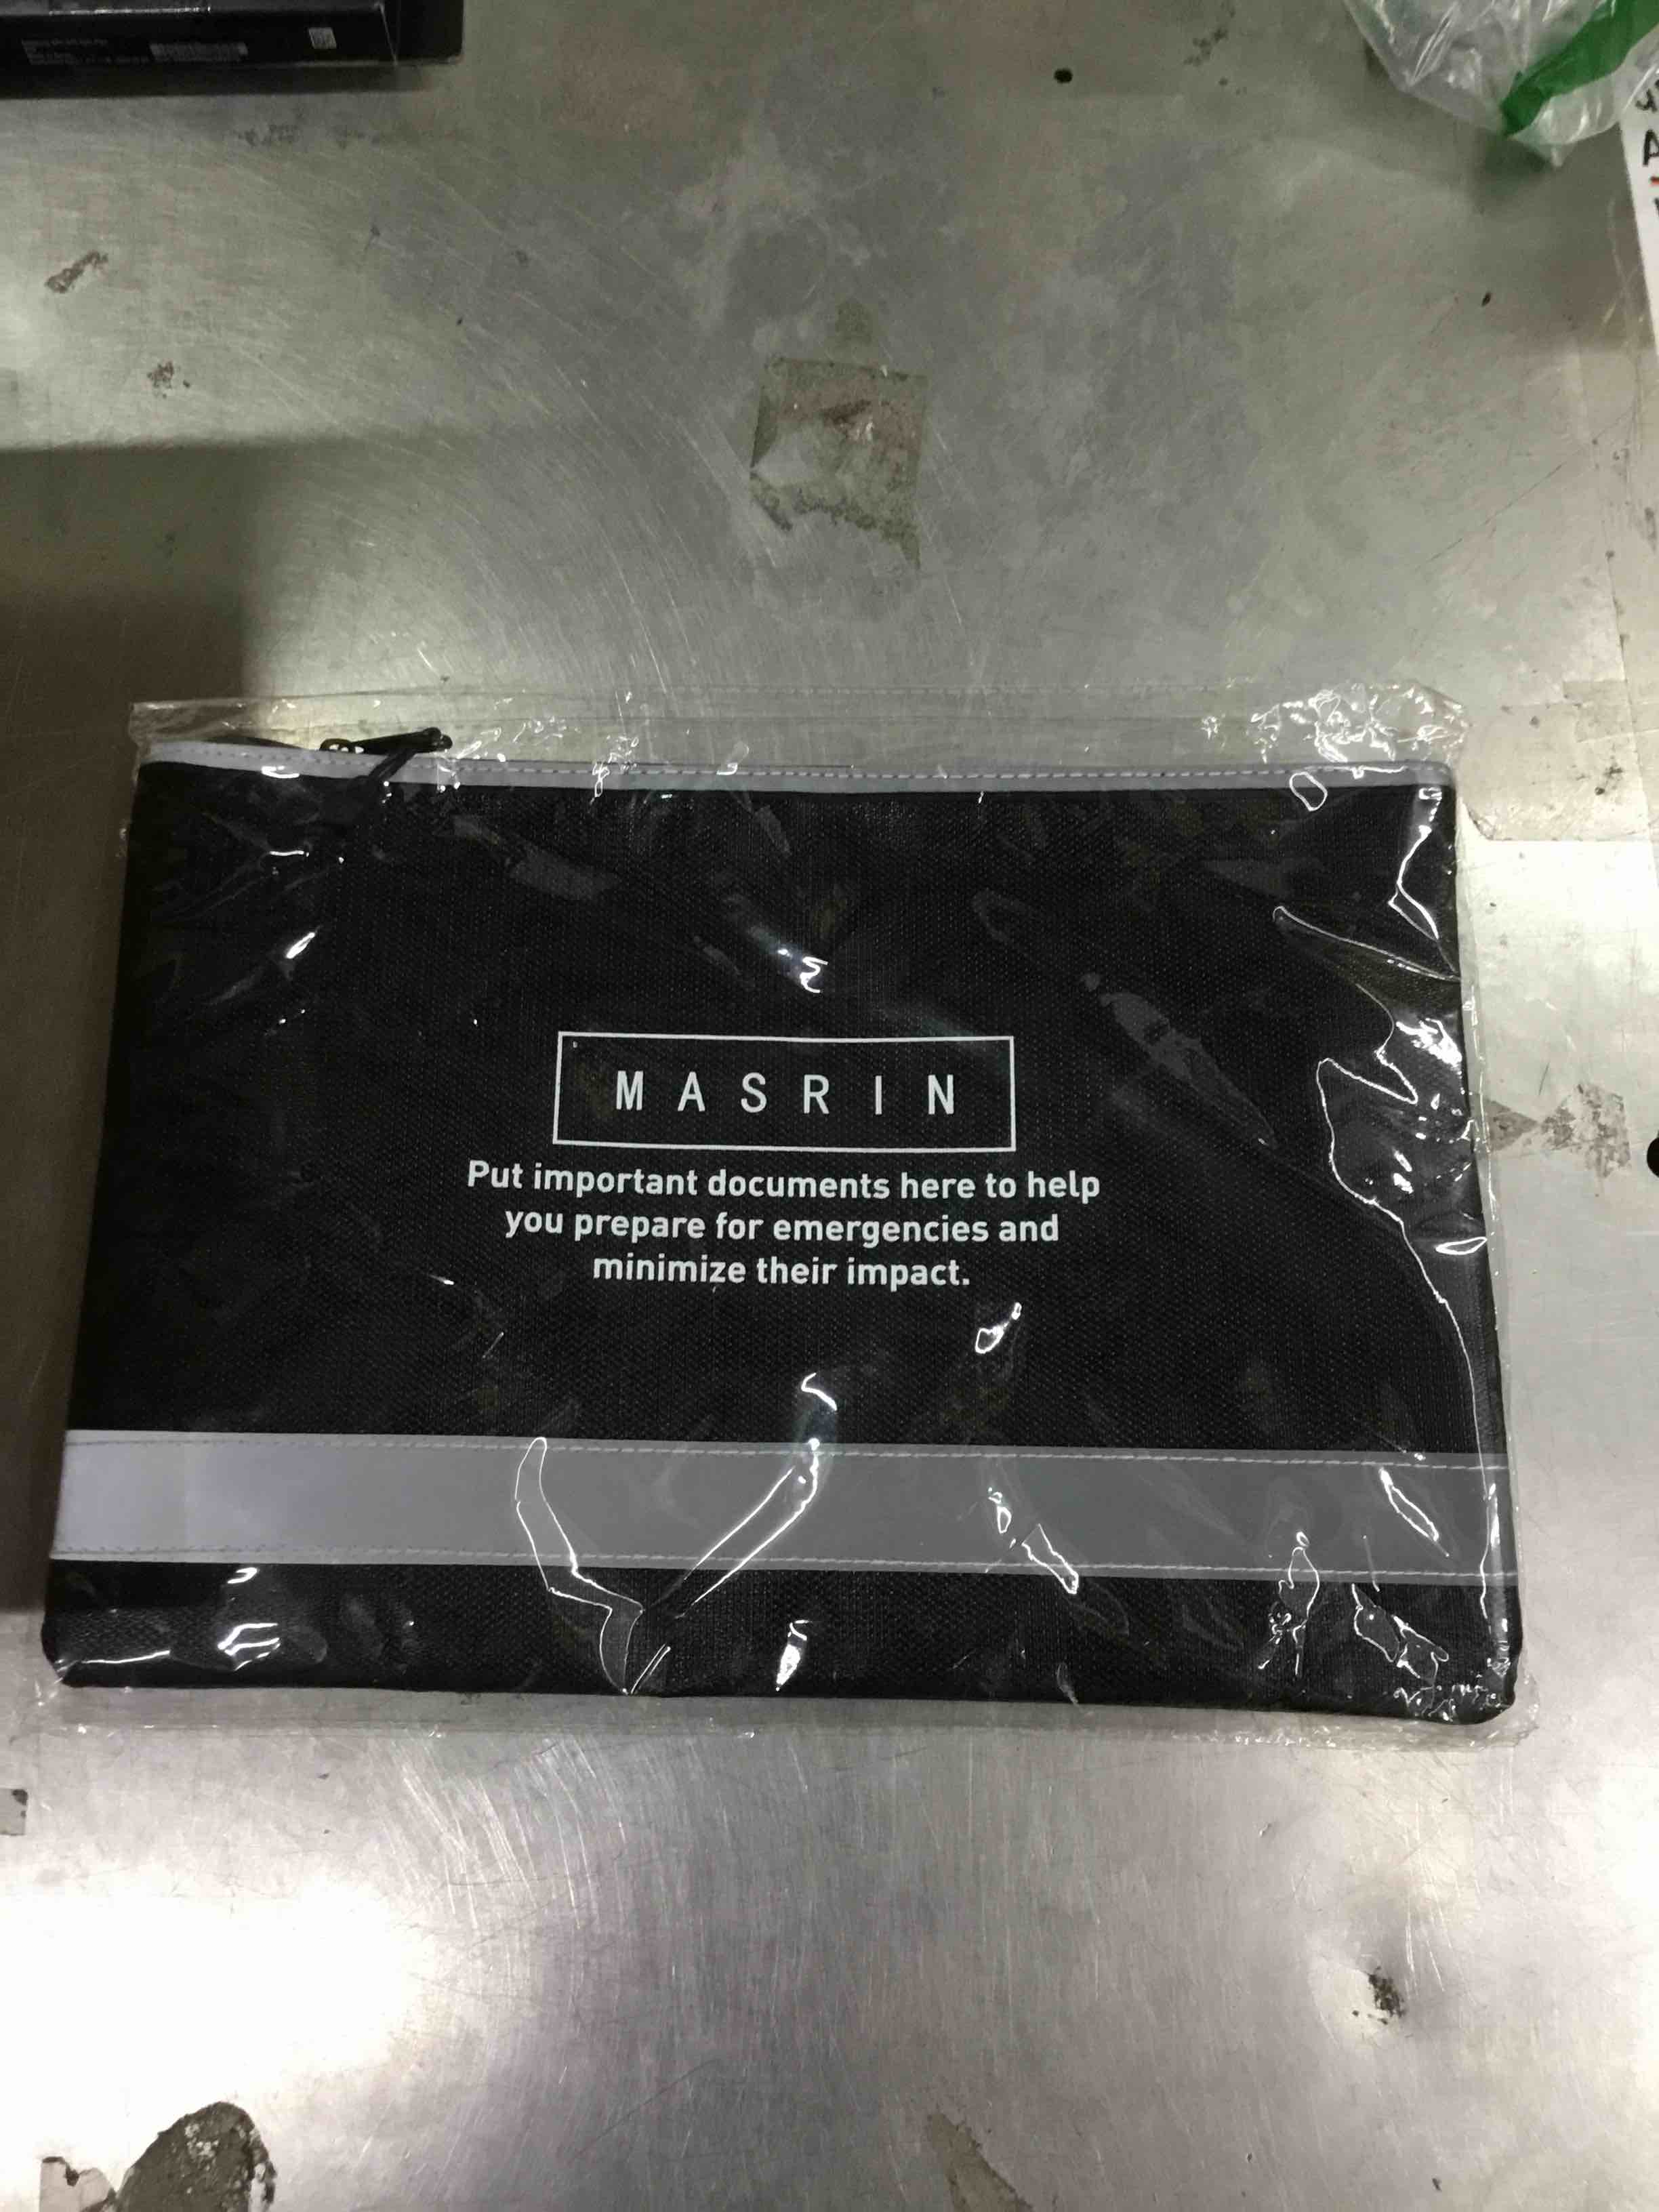 MASRIN
Put important documents here to help
you prepare for emergencies and
minimize their impact.